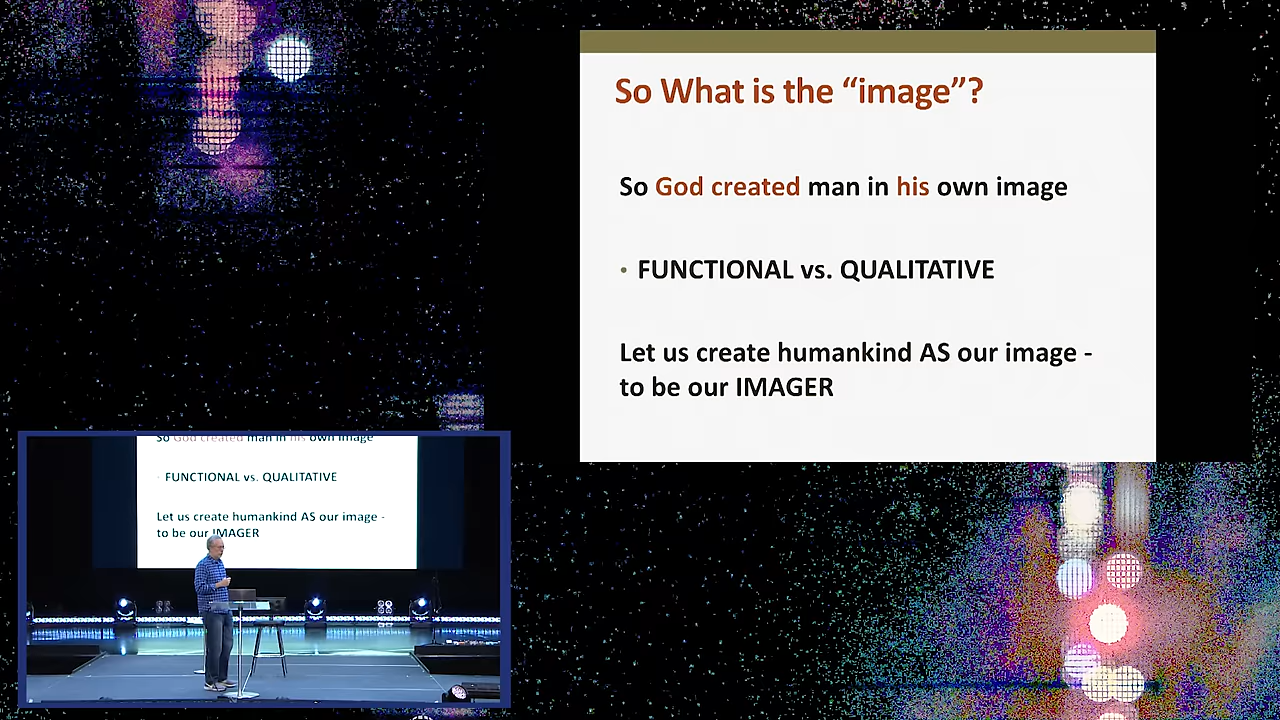 So What is the “image”?
So God created man in his own image
• FUNCTIONAL vs. QUALITATIVE
Let us create humankind AS our image -
to be our IMAGER
So God created man in his own image
· FUNCTIONAL vs. QUALITATIVE
Let us create humankind AS our image -
to be our IMAGER